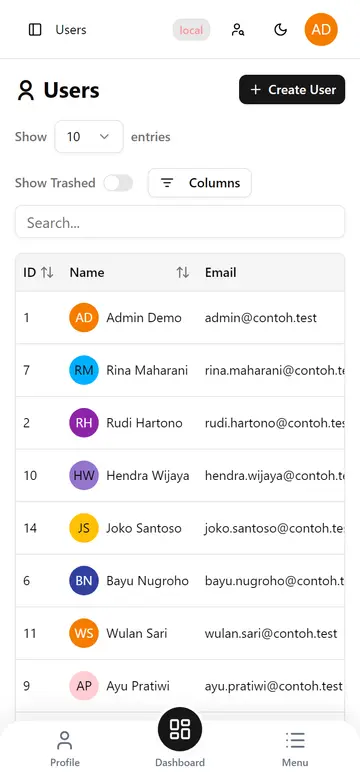 Users local AD
Users + Create User
Show 10 entries
Show Trashed Columns
Search...
ID Name Email
1 AD Admin Demo admin@contoh.test
7 RM Rina Maharani rina.maharani@contoh.te
2 RH Rudi Hartono rudi.hartono@contoh.tes
10 HW Hendra Wijaya hendra.wijaya@contoh.te
14 JS Joko Santoso joko.santoso@contoh.tes
6 BN Bayu Nugroho bayu.nugroho@contoh.t
11 WS Wulan Sari wulan.sari@contoh.test
9 AP Ayu Pratiwi ayu.pratiwi@contoh.test
Profile Dashboard Menu